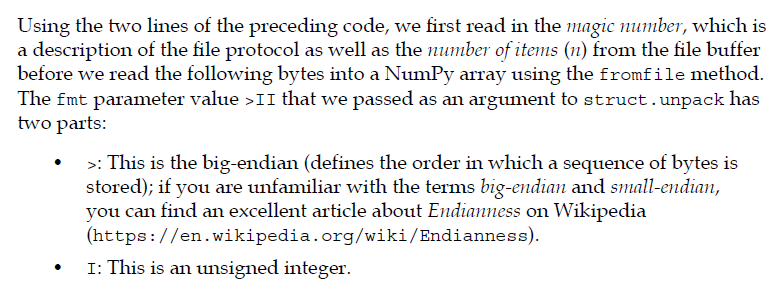 Using the two lines of the preceding code, we first read in the magic number, which is
a description of the file protocol as well as the number of items (n) from the file buffer
before we read the following bytes into a NumPy array using the fromfile method.
The fmt parameter value >II that we passed as an argument to struct.unpack has
two parts:
• >: This is the big-endian (defines the order in which a sequence of bytes is
stored); if you are unfamiliar with the terms big-endian and small-endian,
you can find an excellent article about Endianness on Wikipedia
(https://en.wikipedia.org/wiki/Endianness).
• I: This is an unsigned integer.